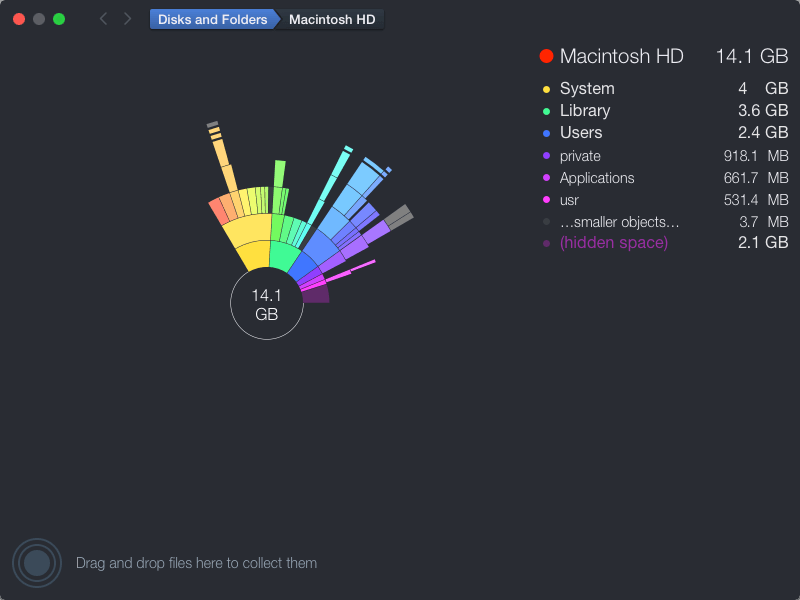 Disks and Folders Macintosh HD
Macintosh HD 14.1 GB
System 4 GB
Library 3.6 GB
Users 2.4 GB
private 918.1 MB
Applications 661.7 MB
usr 531.4 MB
...smaller objects... 3.7 MB
(hidden space) 2.1 GB
14.1
GB
Drag and drop files here to collect them